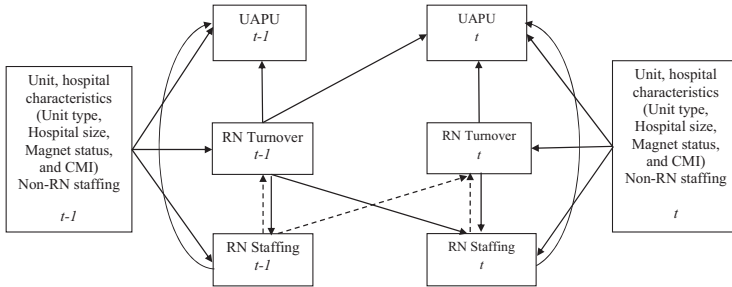 UAPU
t-1
UAPU
t
Unit, hospital
characteristics
(Unit type,
Hospital size,
Magnet status,
and CMI)
Non-RN staffing
t-1
RN Turnover
t-1
RN Turnover
t
Unit, hospital
characteristics
(Unit type,
Hospital size,
Magnet status,
and CMI)
Non-RN staffing
t
RN Staffing
t-1
RN Staffing
t